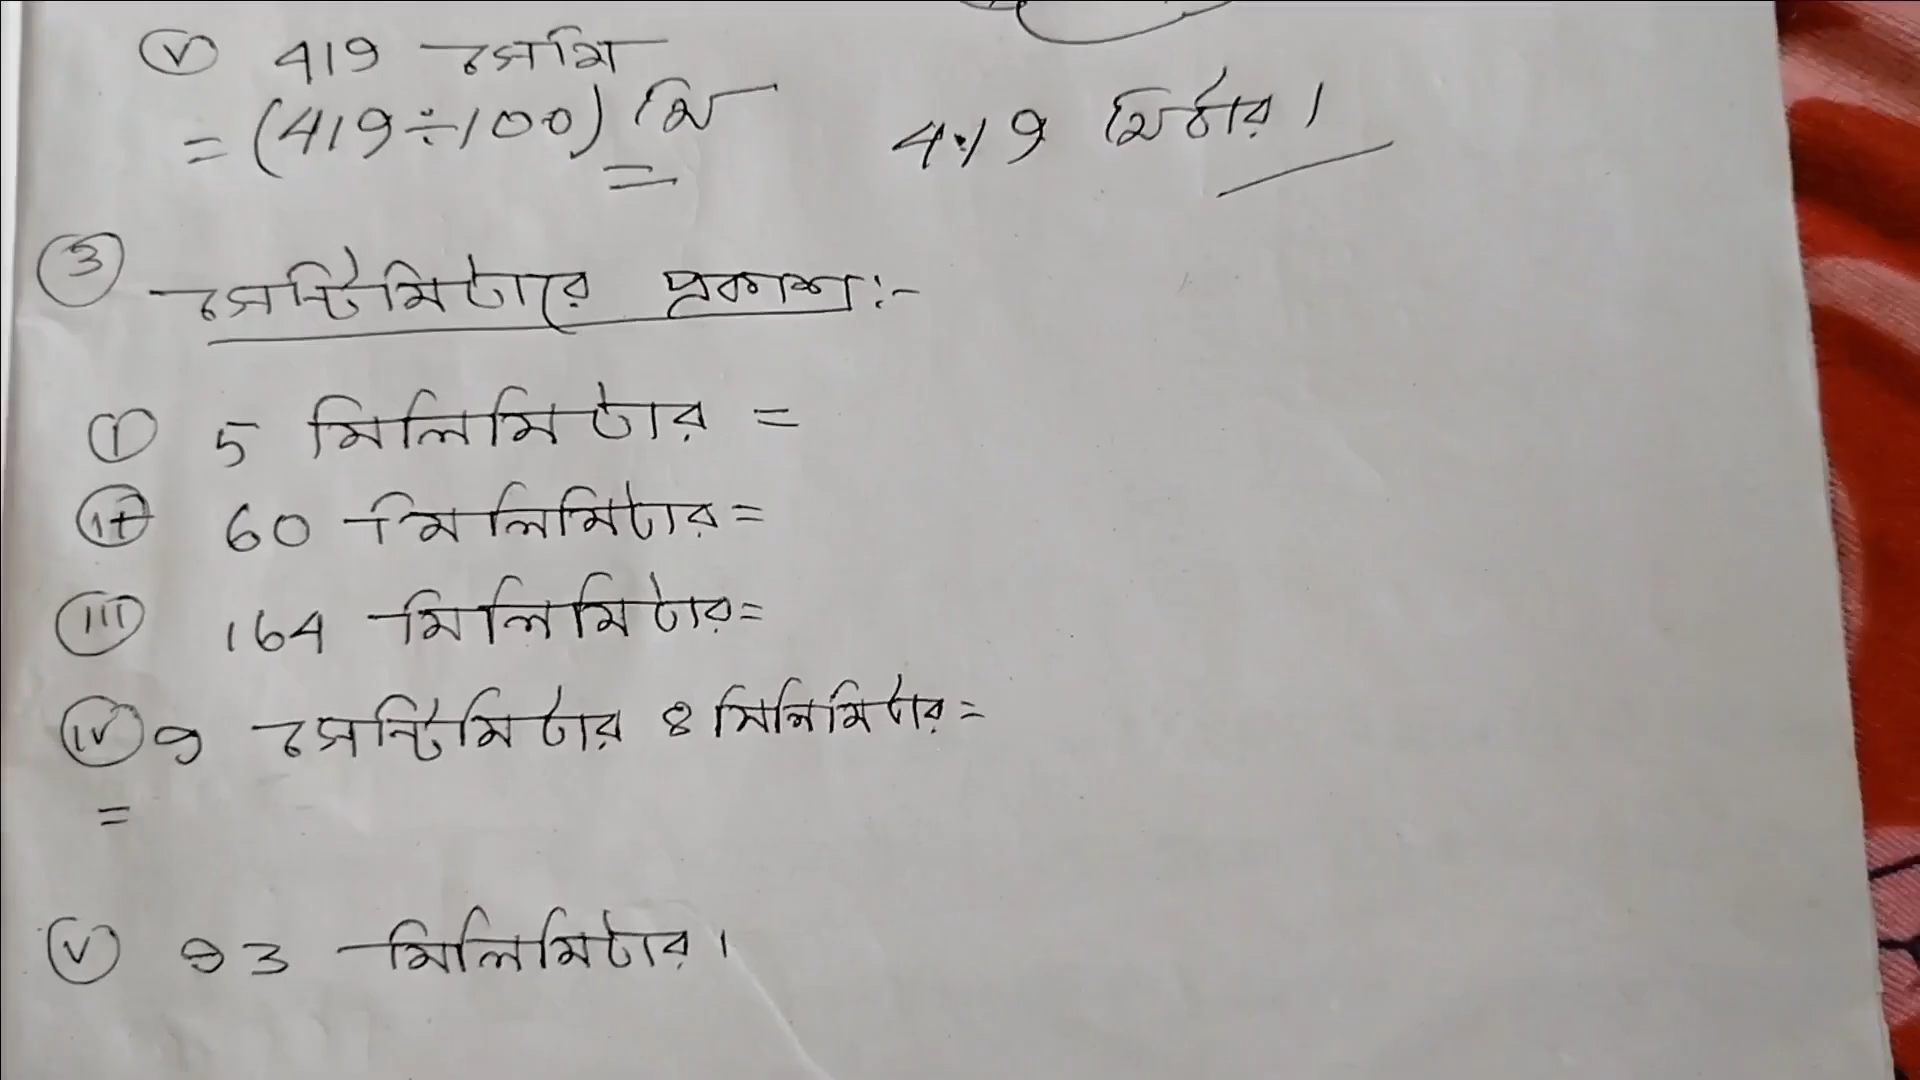 (v) 419 সেমি
= (419÷100) মি = 4.19 মিটার।
(3) সেন্টিমিটারে প্রকাশ:-
(i) 5 মিলিমিটার =
(ii) 60 মিলিমিটার =
(iii) 164 মিলিমিটার =
(iv) 9 সেন্টিমিটার 8 মিলিমিটার =
=
(v) 93 মিলিমিটার।